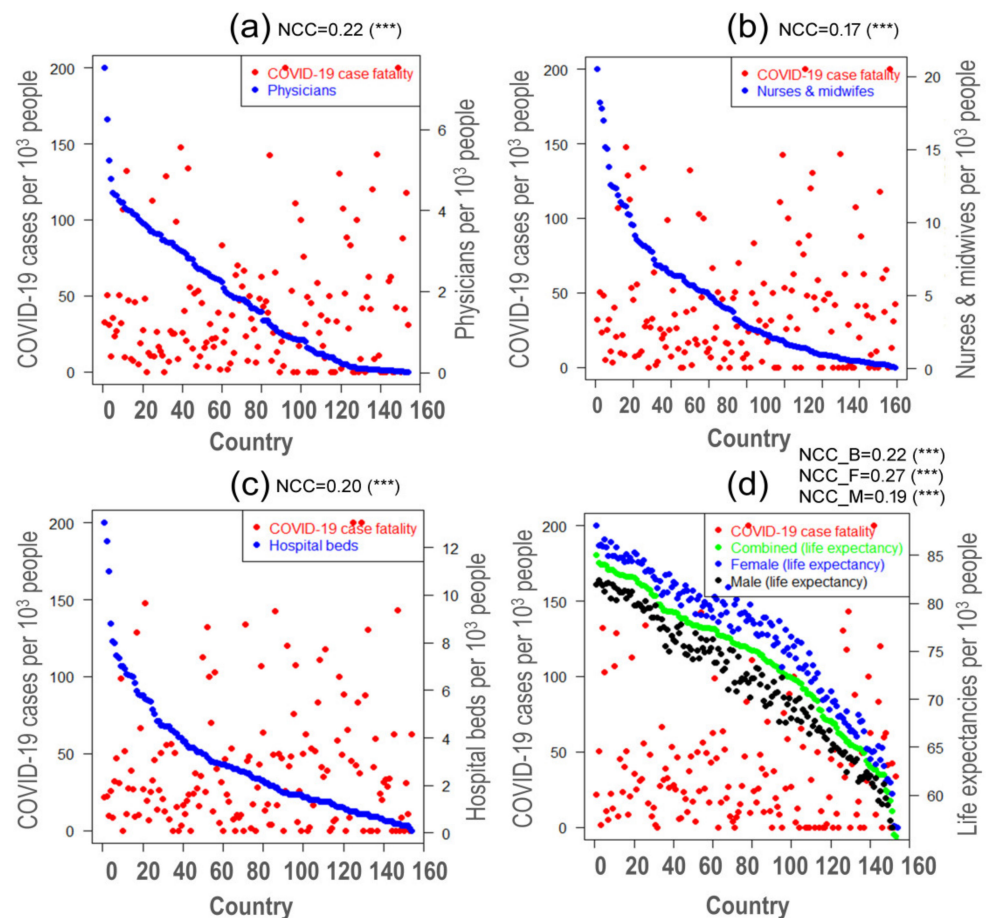 (a) NCC=0.22 (***)
COVID-19 cases per 10³ people
200
150
100
50
0
COVID-19 case fatality
Physicians
6
4
2
0
Physicians per 10³ people
0 20 40 60 80 100 120 140 160
Country
(b) NCC=0.17 (***)
COVID-19 cases per 10³ people
200
150
100
50
0
COVID-19 case fatality
Nurses & midwifes
20
15
10
5
0
Nurses & midwives per 10³ people
0 20 40 60 80 100 120 140 160
Country
(c) NCC=0.20 (***)
COVID-19 cases per 10³ people
200
150
100
50
0
COVID-19 case fatality
Hospital beds
12
8
6
4
2
0
Hospital beds per 10³ people
0 20 40 60 80 100 120 140 160
Country
NCC_B=0.22 (***)
NCC_F=0.27 (***)
(d) NCC_M=0.19 (***)
COVID-19 cases per 10³ people
200
150
100
50
0
COVID-19 case fatality
Combined (life expectancy)
Female (life expectancy)
Male (life expectancy)
85
80
75
70
65
60
Life expectancies per 10³ people
0 20 40 60 80 100 120 140 160
Country